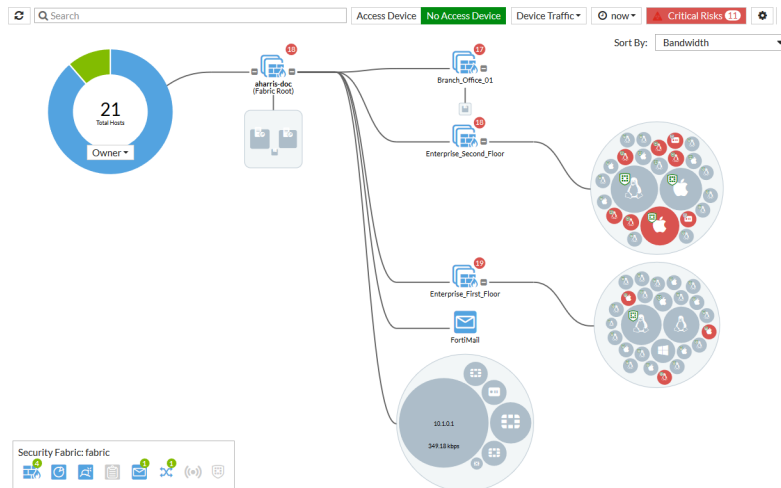 Search
Access Device
No Access Device
Device Traffic
now
Critical Risks 11
Sort By:
Bandwidth
21
Total Hosts
Owner
18
aharris-doc
(Fabric Root)
17
Branch_Office_01
18
Enterprise_Second_Floor
19
Enterprise_First_Floor
FortiMail
10.1.0.1
349.18 kbps
Security Fabric: fabric
4
1
1